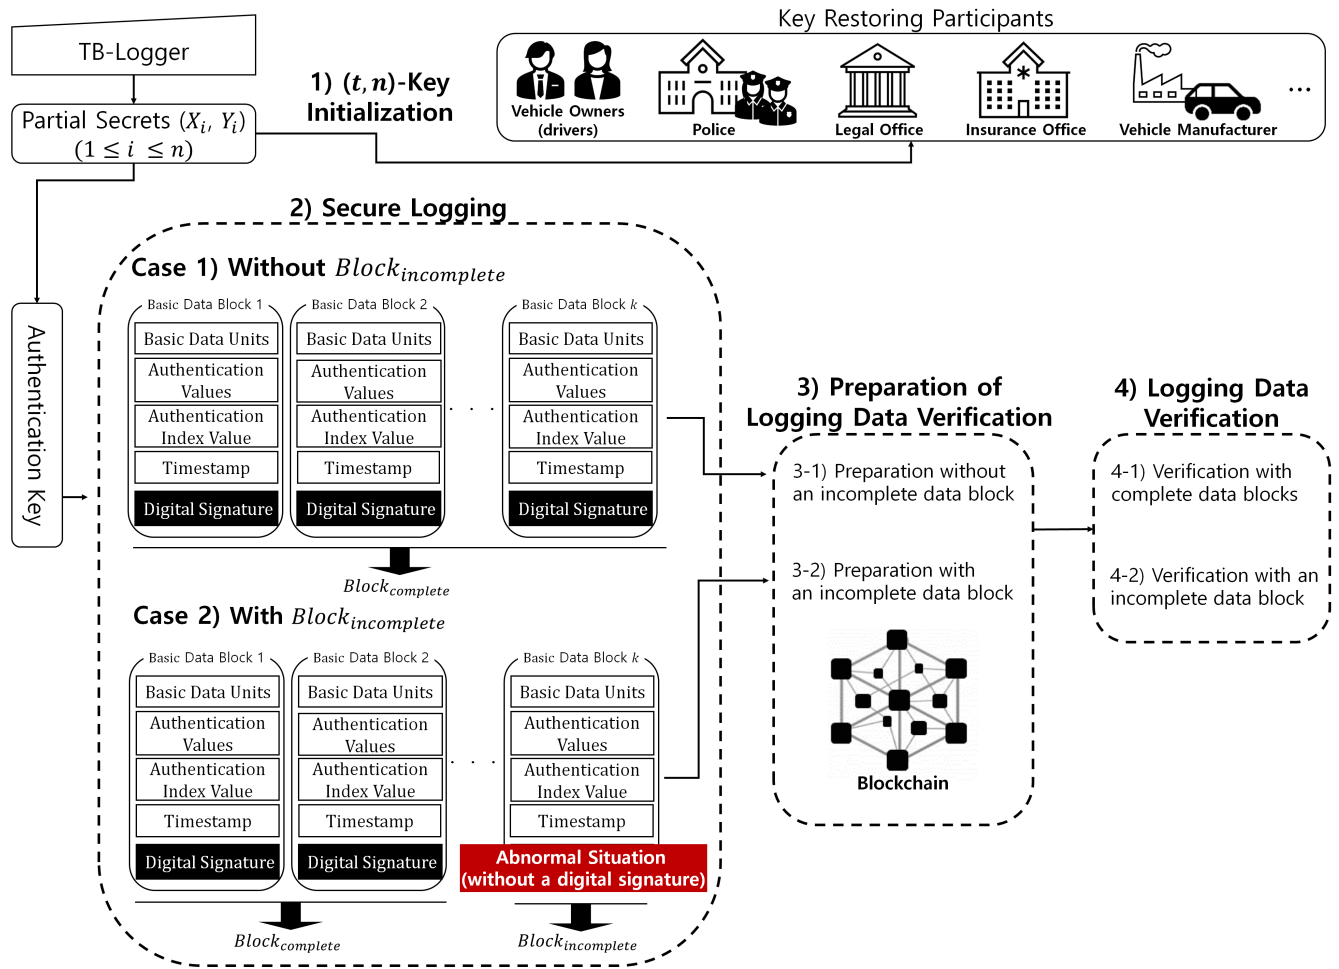 TB-Logger
Partial Secrets (Xᵢ, Yᵢ)
(1 ≤ i ≤ n)
1) (t, n)-Key
Initialization
Key Restoring Participants
Vehicle Owners
(drivers)
Police
Legal Office
Insurance Office
Vehicle Manufacturer
...
Authentication Key
2) Secure Logging
Case 1) Without Block_incomplete
Basic Data Block 1
Basic Data Units
Authentication
Values
Authentication
Index Value
Timestamp
Digital Signature
Basic Data Block 2
Basic Data Units
Authentication
Values
Authentication
Index Value
Timestamp
Digital Signature
. . .
Basic Data Block k
Basic Data Units
Authentication
Values
Authentication
Index Value
Timestamp
Digital Signature
Block_complete
Case 2) With Block_incomplete
Basic Data Block 1
Basic Data Units
Authentication
Values
Authentication
Index Value
Timestamp
Digital Signature
Basic Data Block 2
Basic Data Units
Authentication
Values
Authentication
Index Value
Timestamp
Digital Signature
. . .
Basic Data Block k
Basic Data Units
Authentication
Values
Authentication
Index Value
Timestamp
Abnormal Situation
(without a digital signature)
Block_complete
Block_incomplete
3) Preparation of
Logging Data Verification
3-1) Preparation without
an incomplete data block
3-2) Preparation with
an incomplete data block
Blockchain
4) Logging Data
Verification
4-1) Verification with
complete data blocks
4-2) Verification with an
incomplete data block